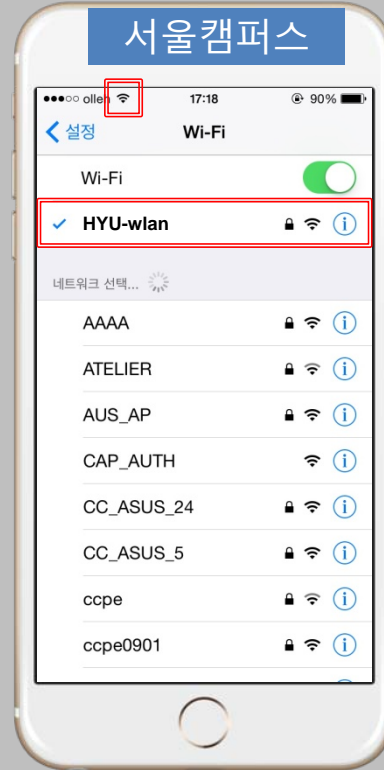 서울캠퍼스
olleh 17:18 90%
설정 Wi-Fi
Wi-Fi
HYU-wlan
네트워크 선택...
AAAA
ATELIER
AUS_AP
CAP_AUTH
CC_ASUS_24
CC_ASUS_5
ccpe
ccpe0901